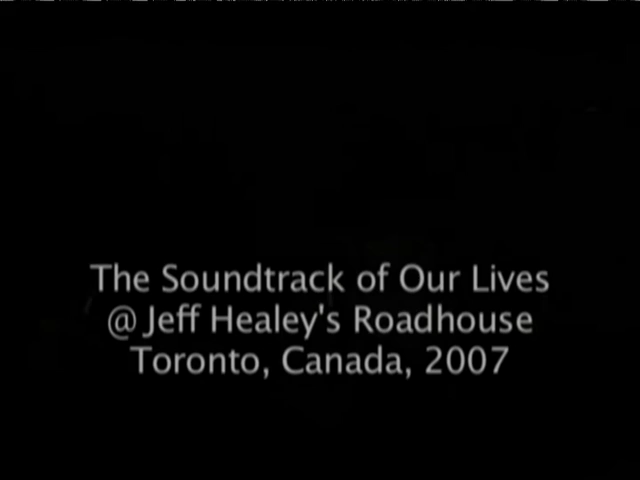 The Soundtrack of Our Lives
@ Jeff Healey's Roadhouse
Toronto, Canada, 2007